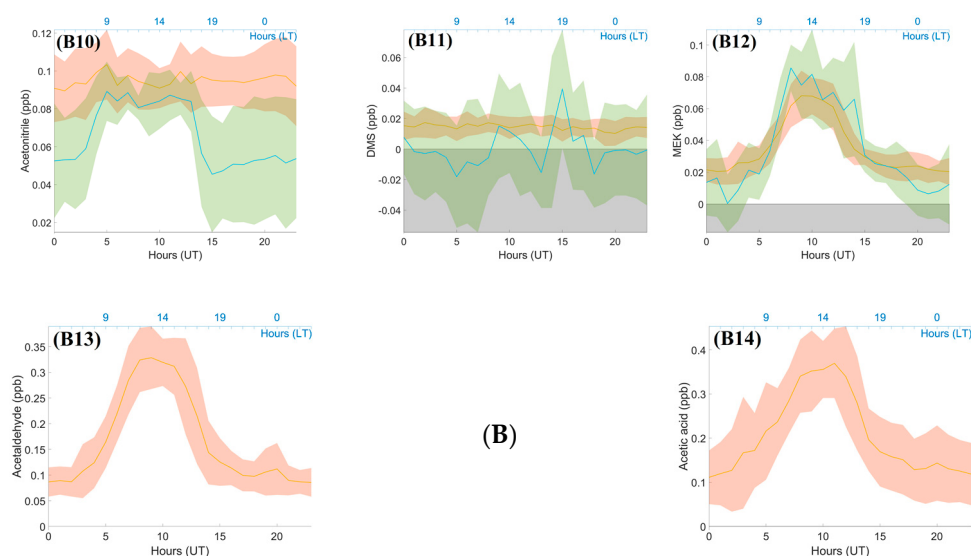 9 14 19 0
Hours (LT)
(B10)
Acetonitrile (ppb)
0.12
0.1
0.08
0.06
0.04
0.02
0 5 10 15 20
Hours (UT)
9 14 19 0
Hours (LT)
(B11)
DMS (ppb)
0.06
0.04
0.02
0
-0.02
-0.04
0 5 10 15 20
Hours (UT)
9 14 19 0
Hours (LT)
(B12)
MEK (ppb)
0.1
0.08
0.06
0.04
0.02
0
0 5 10 15 20
Hours (UT)
9 14 19 0
Hours (LT)
(B13)
Acetaldehyde (ppb)
0.35
0.3
0.25
0.2
0.15
0.1
0.05
0
0 5 10 15 20
Hours (UT)
(B)
9 14 19 0
Hours (LT)
(B14)
Acetic acid (ppb)
0.4
0.3
0.2
0.1
0
0 5 10 15 20
Hours (UT)